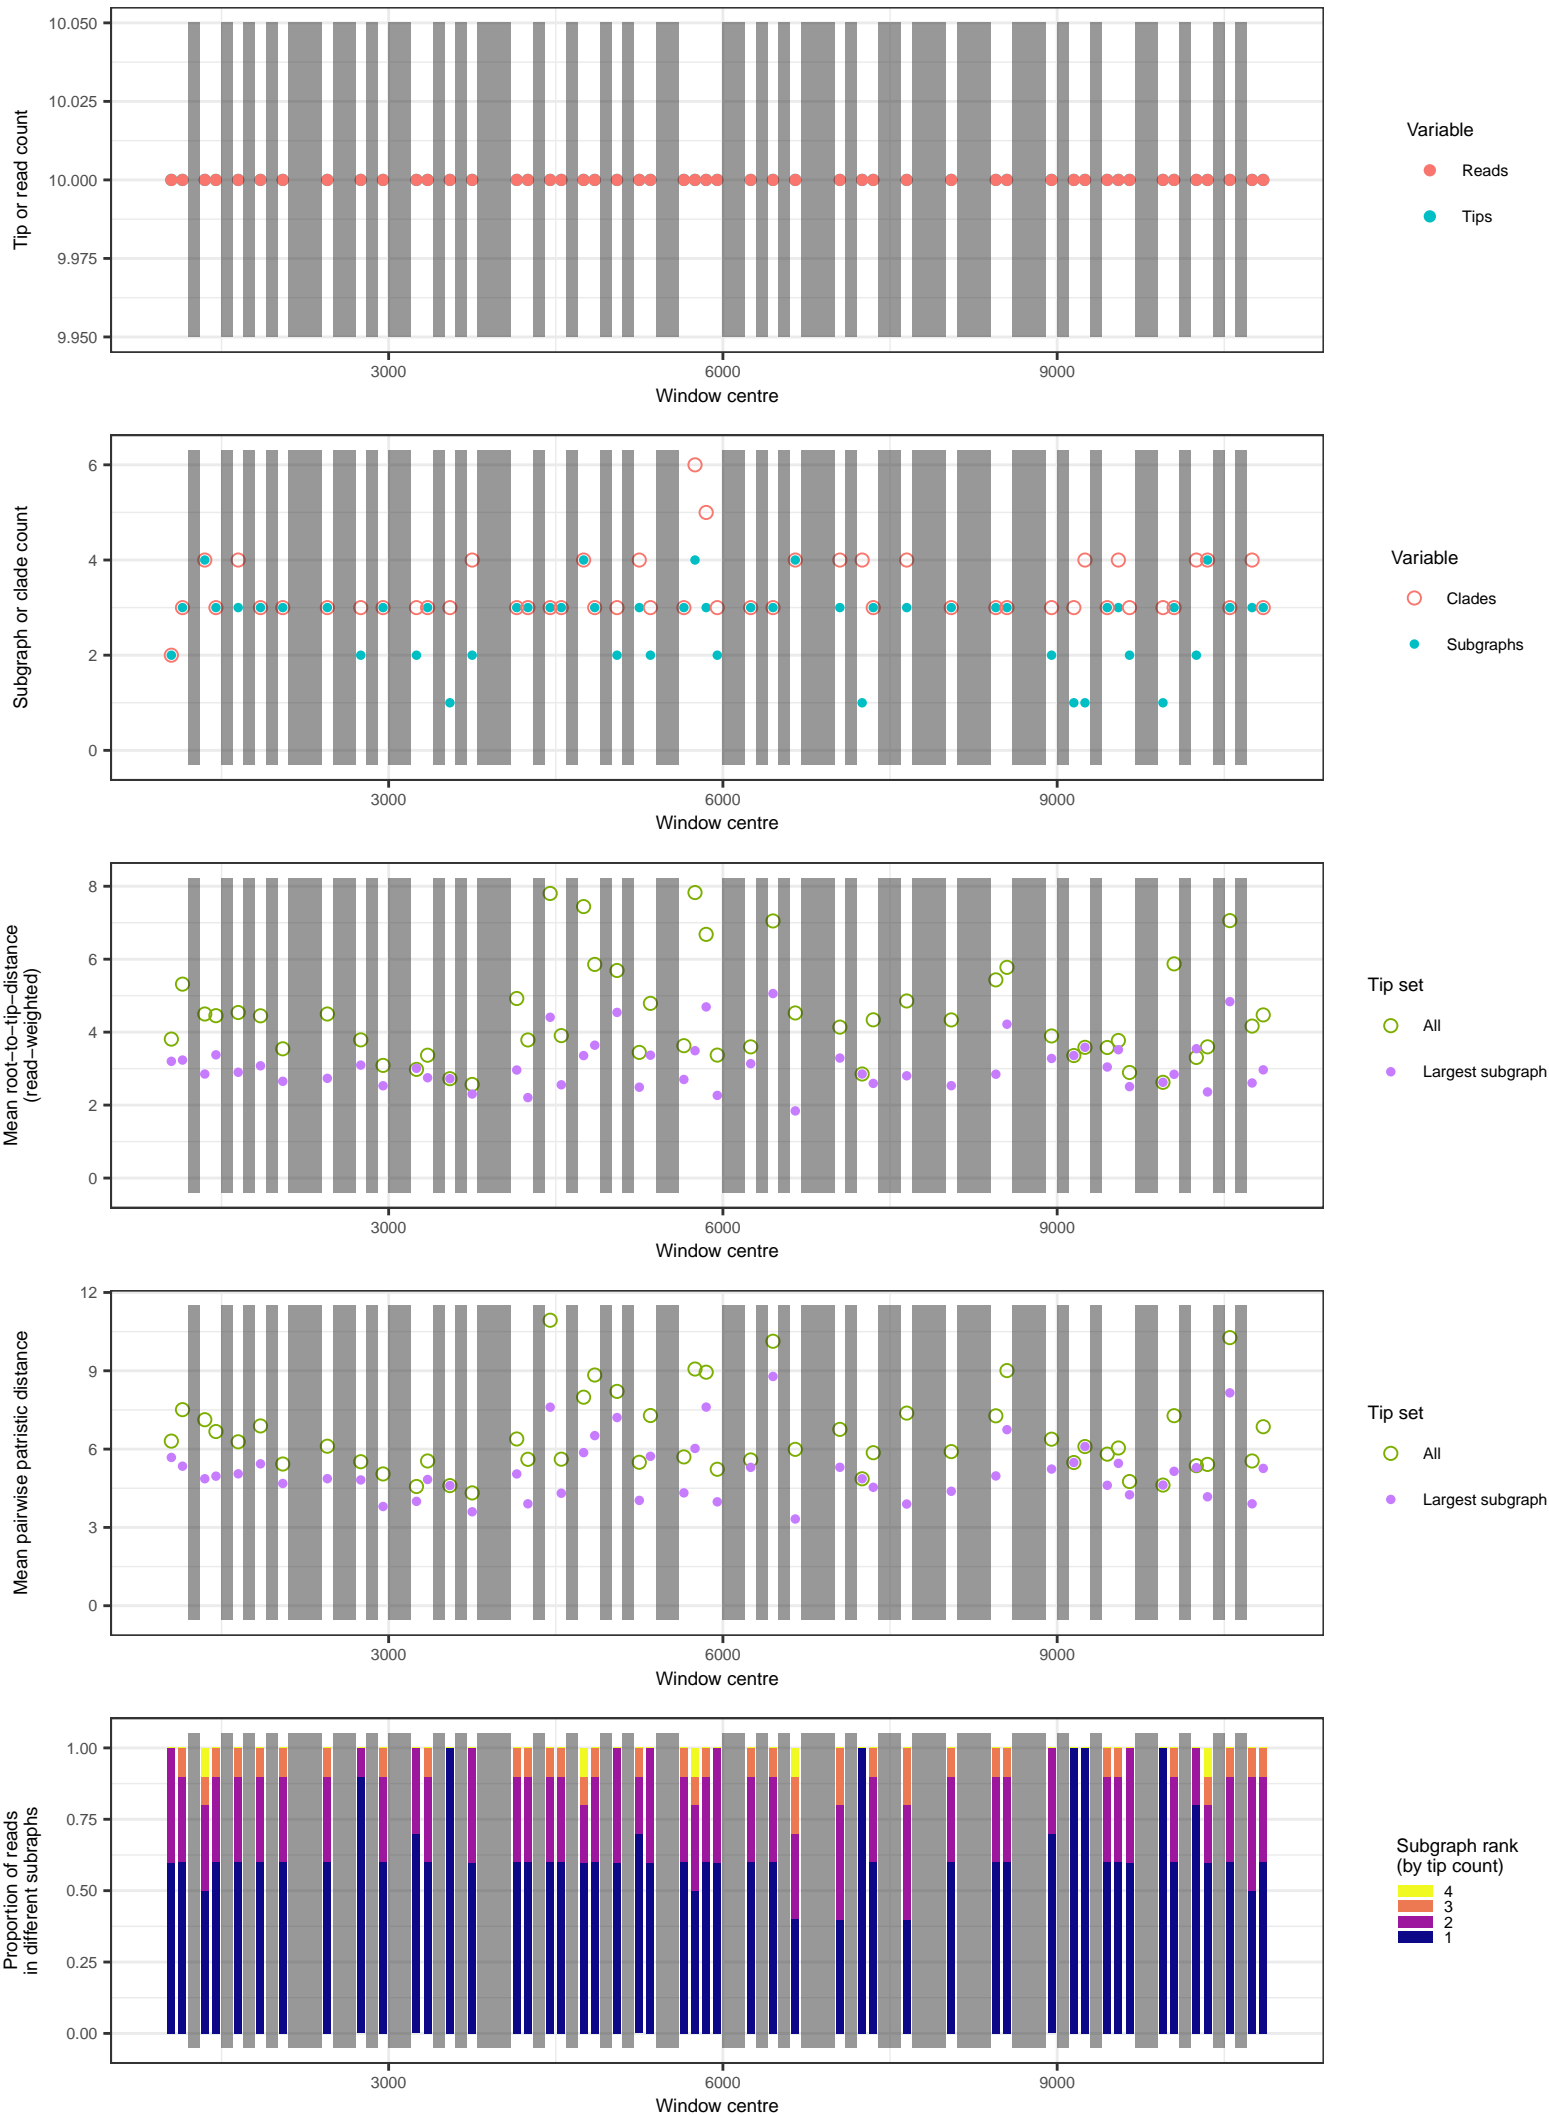 10.050
10.025
10.000
9.975
9.950
Tip or read count
3000 6000 9000
Window centre
Variable
Reads
Tips
6
4
2
0
Subgraph or clade count
3000 6000 9000
Window centre
Variable
Clades
Subgraphs
8
6
4
2
0
Mean root−to−tip−distance
(read−weighted)
3000 6000 9000
Window centre
Tip set
All
Largest subgraph
12
9
6
3
0
Mean pairwise patristic distance
3000 6000 9000
Window centre
Tip set
All
Largest subgraph
1.00
0.75
0.50
0.25
0.00
Proportion of reads
in different subraphs
3000 6000 9000
Window centre
Subgraph rank
(by tip count)
4
3
2
1